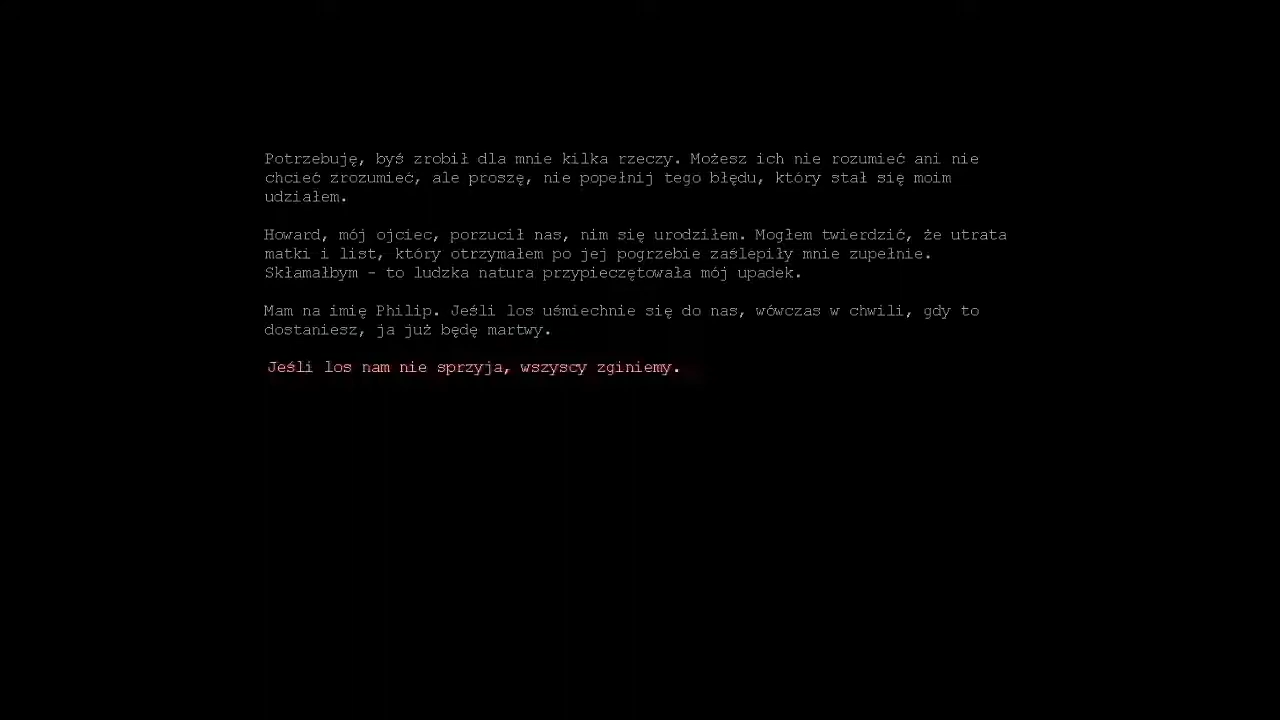 Potrzebuję, byś zrobił dla mnie kilka rzeczy. Możesz ich nie rozumieć ani nie
chcieć zrozumieć, ale proszę, nie popełnij tego błędu, który stał się moim
udziałem.
Howard, mój ojciec, porzucił nas, nim się urodziłem. Mogłem twierdzić, że utrata
matki i list, który otrzymałem po jej pogrzebie zaślepiły mnie zupełnie.
Skłamałbym - to ludzka natura przypieczętowała mój upadek.
Mam na imię Philip. Jeśli los uśmiechnie się do nas, wówczas w chwili, gdy to
dostaniesz, ja już będę martwy.
Jeśli los nam nie sprzyja, wszyscy zginiemy.